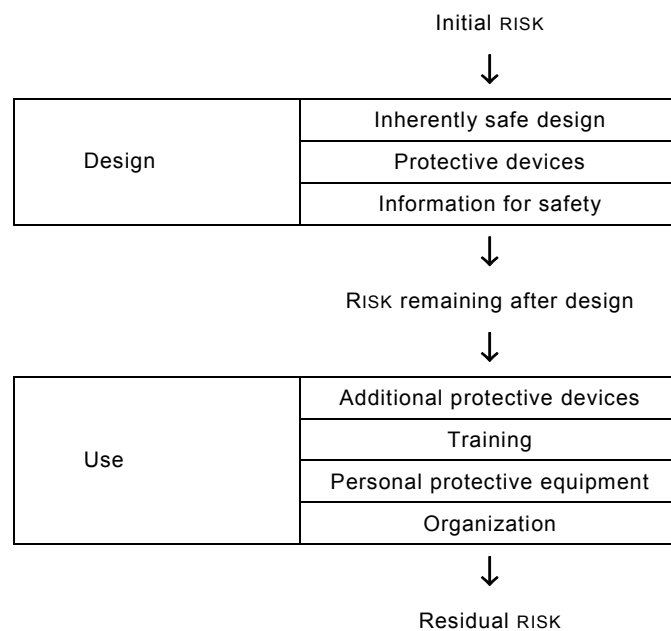 Initial RISK
↓
Design
Inherently safe design
Protective devices
Information for safety
↓
RISK remaining after design
↓
Use
Additional protective devices
Training
Personal protective equipment
Organization
↓
Residual RISK